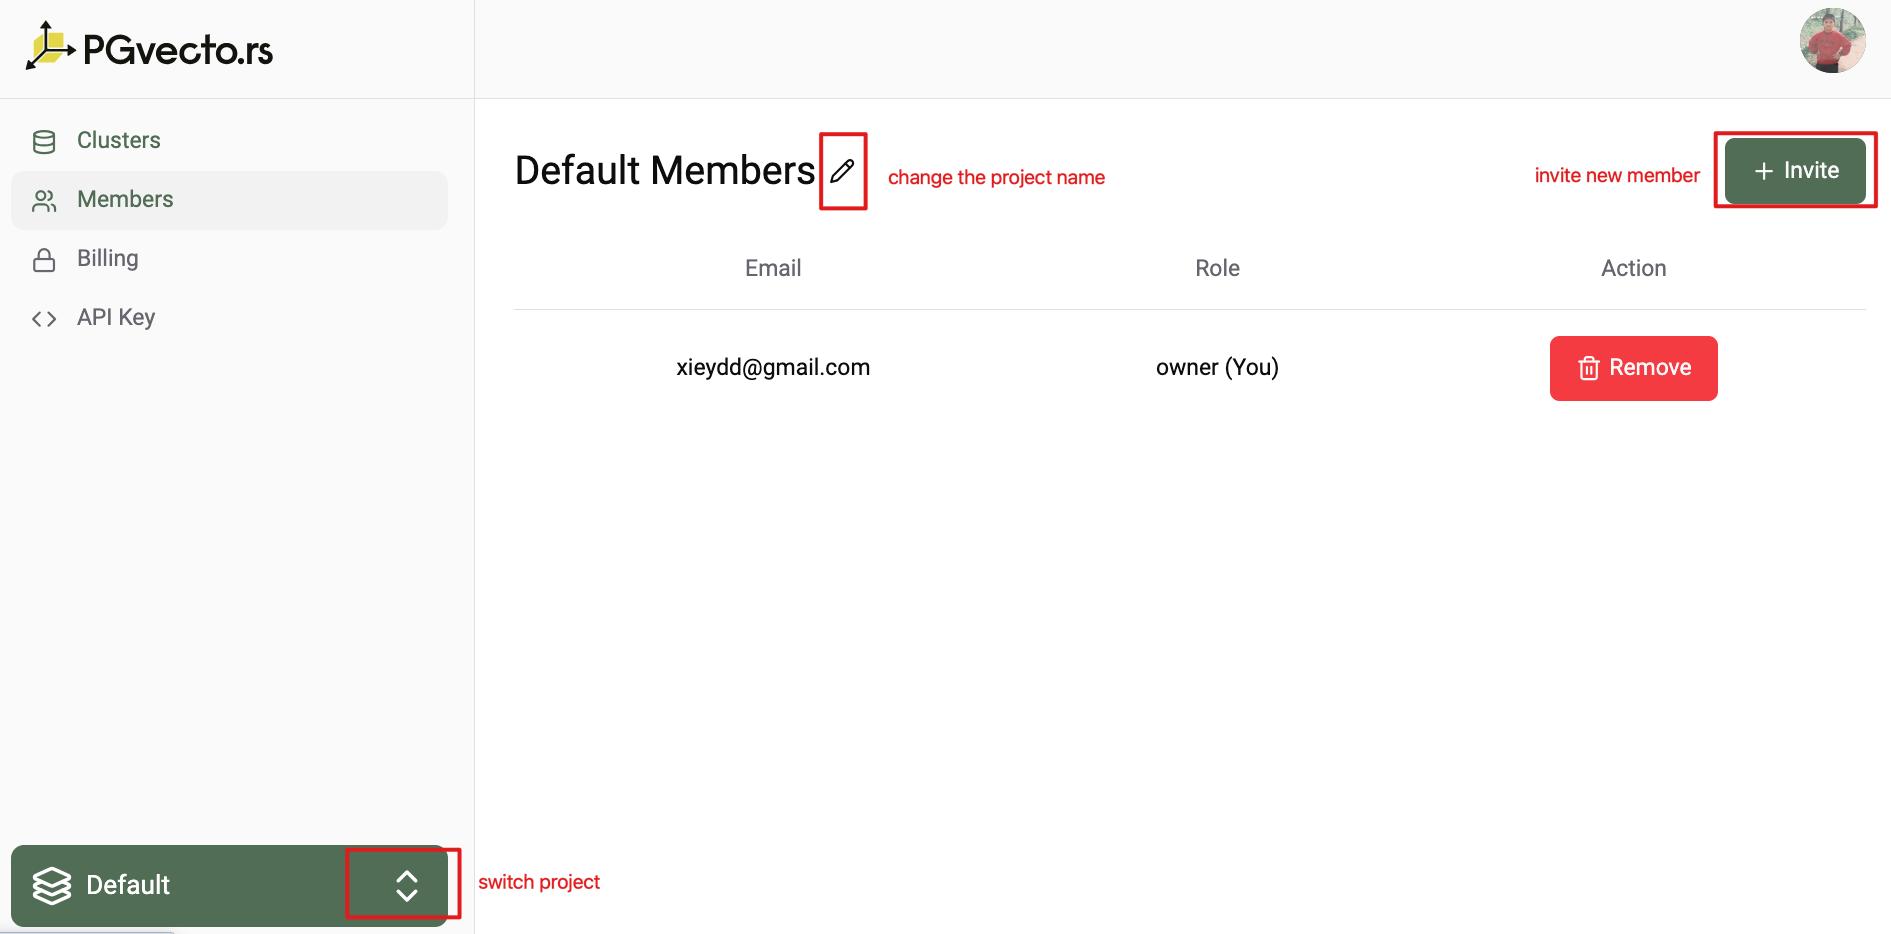 PGvecto.rs
Clusters
Members
Billing
API Key
Default Members
change the project name
invite new member
+ Invite
Email Role Action
xieydd@gmail.com owner (You) Remove
Default
switch project